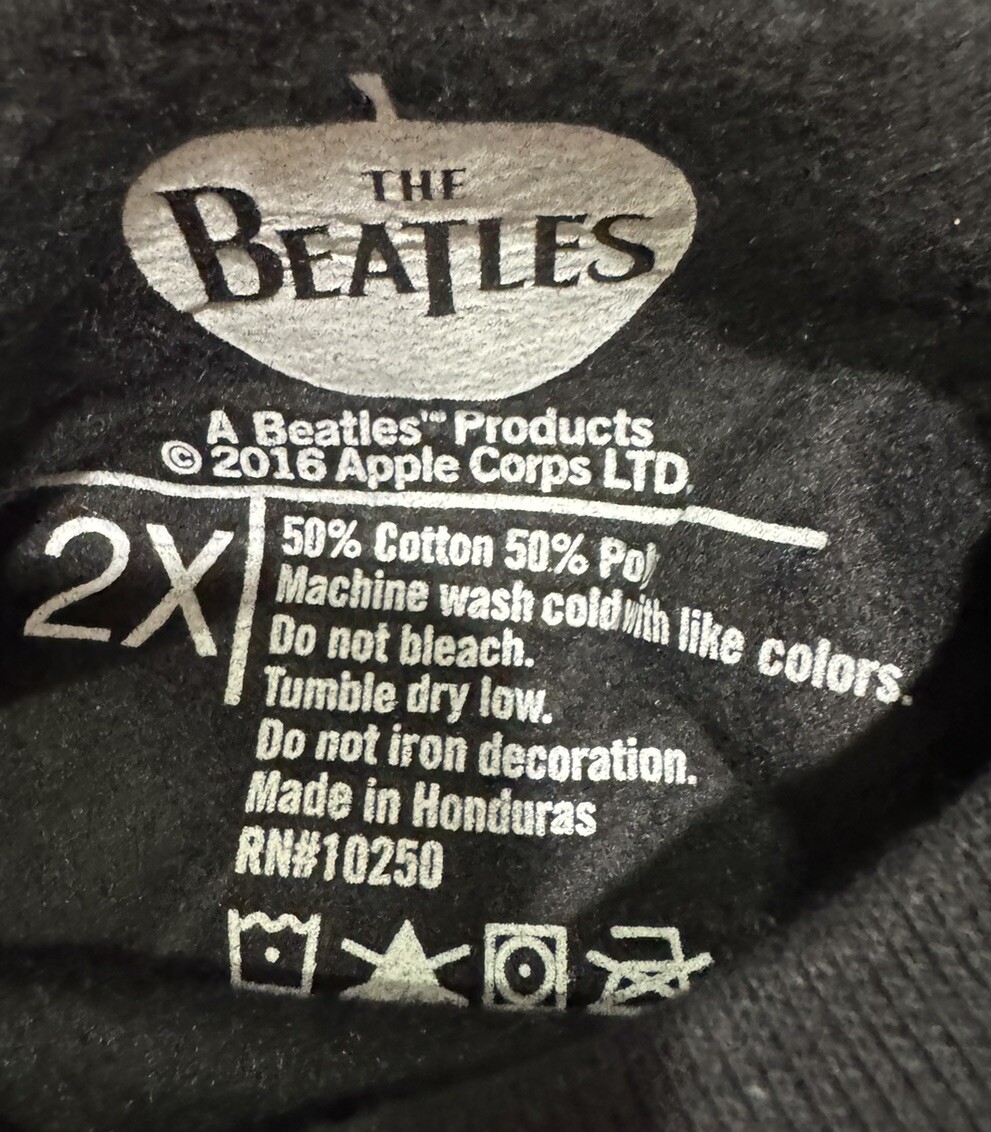 THE
BEATLES
A Beatles™ Products
© 2016 Apple Corps LTD.
2X
50% Cotton 50% Pol
Machine wash cold with like colors.
Do not bleach.
Tumble dry low.
Do not iron decoration.
Made in Honduras
RN#10250